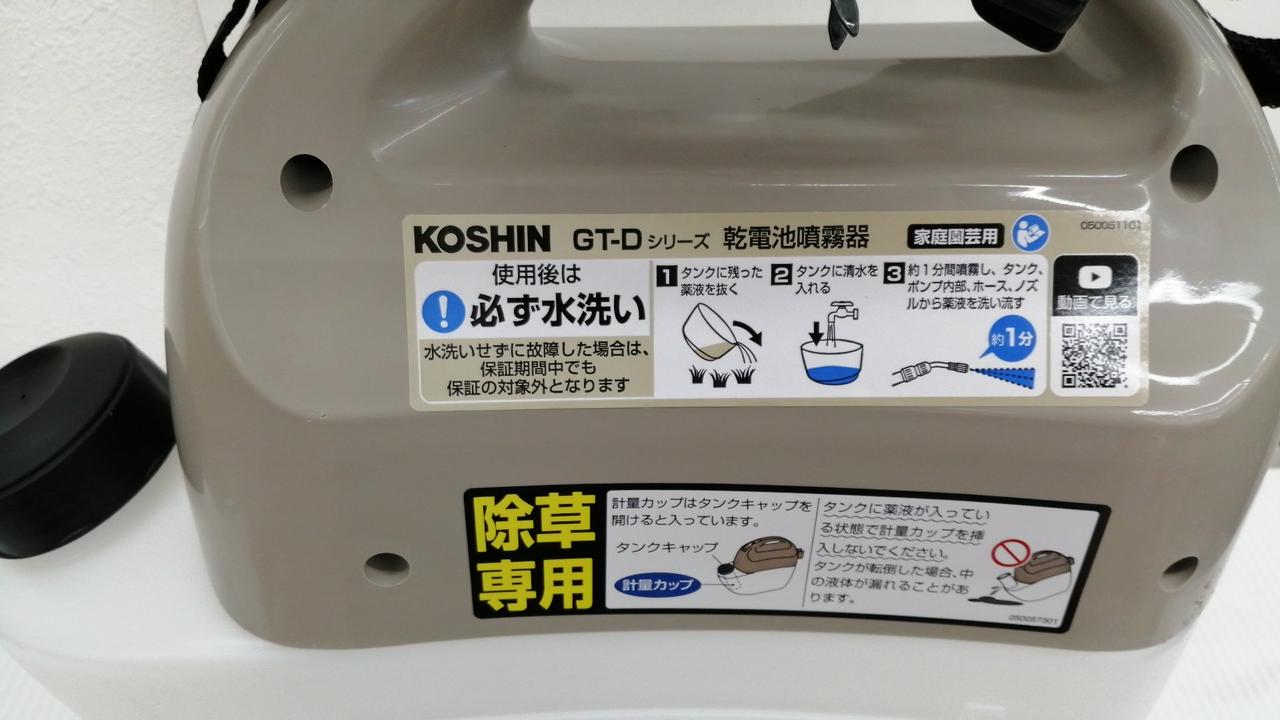 KOSHIN GT-Dシリーズ 乾電池噴霧器 家庭園芸用
050051101
使用後は
必ず水洗い
水洗いせずに故障した場合は、
保証期間中でも
保証の対象外となります
1 タンクに残った
薬液を抜く
2 タンクに清水を
入れる
3 約1分間噴霧し、タンク、
ポンプ内部、ホース、ノズ
ルから薬液を洗い流す
約1分
動画で見る
除草
専用
計量カップはタンクキャップを
開けると入っています。
タンクキャップ
計量カップ
タンクに薬液が入ってい
る状態で計量カップを挿
入しないでください。
タンクが転倒した場合、中
の液体が漏れることがあ
ります。
050057301